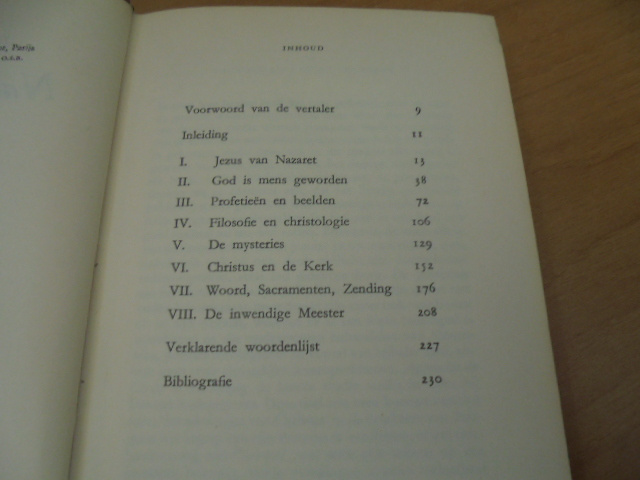 , Parijs
O.S.B.
INHOUD
Voorwoord van de vertaler 9
Inleiding 11
I. Jezus van Nazaret 13
II. God is mens geworden 38
III. Profetieën en beelden 72
IV. Filosofie en christologie 106
V. De mysteries 129
VI. Christus en de Kerk 152
VII. Woord, Sacramenten, Zending 176
VIII. De inwendige Meester 208
Verklarende woordenlijst 227
Bibliografie 230